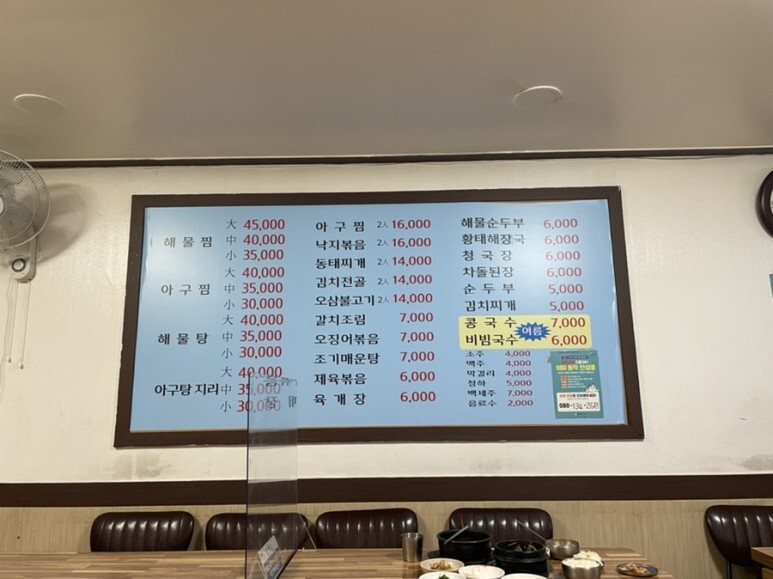 해물찜 大 45,000
中 40,000
小 35,000
아구찜 大 40,000
中 35,000
小 30,000
해물탕 大 40,000
中 35,000
小 30,000
아구탕 지리 大 40,000
中 35,000
小 30,000
아구찜 2人 16,000
낙지볶음 2人 16,000
동태찌개 2人 14,000
김치전골 2人 14,000
오삼불고기 2人 14,000
갈치조림 7,000
오징어볶음 7,000
조기매운탕 7,000
제육볶음 6,000
육개장 6,000
해물순두부 6,000
황태해장국 6,000
청국장 6,000
차돌된장 6,000
순두부 5,000
김치찌개 5,000
콩국수 7,000
여름
비빔국수 6,000
소주 4,000
맥주 4,000
막걸리 4,000
청하 5,000
백세주 7,000
음료수 2,000